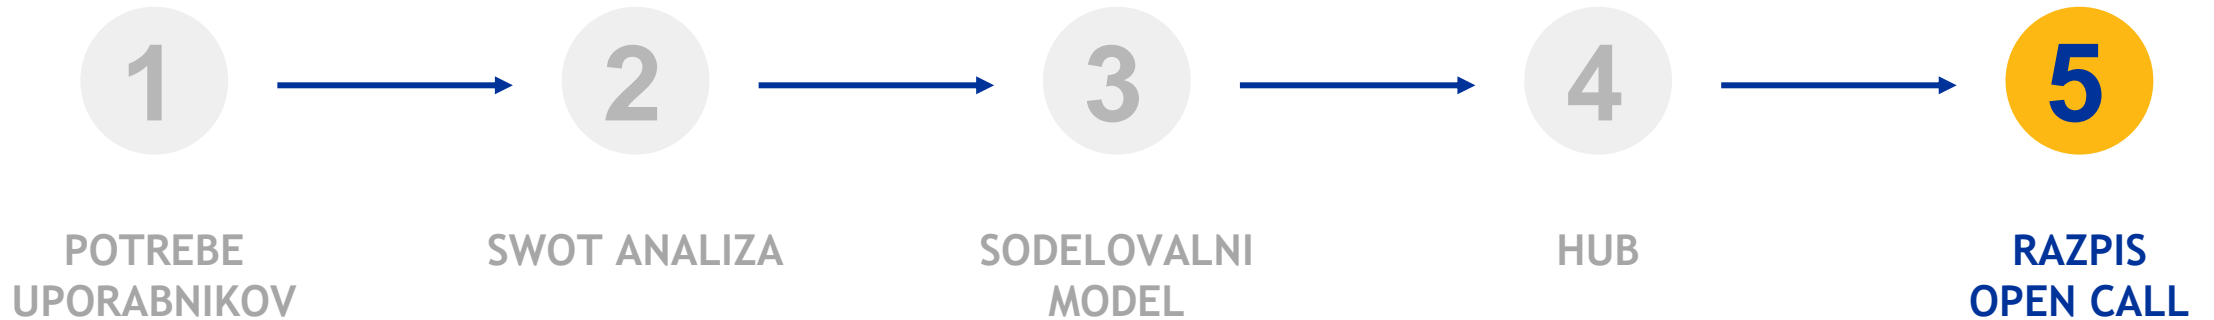 1
2
3
4
5
POTREBE
UPORABNIKOV
SWOT ANALIZA
SODELOVALNI
MODEL
HUB
RAZPIS
OPEN CALL